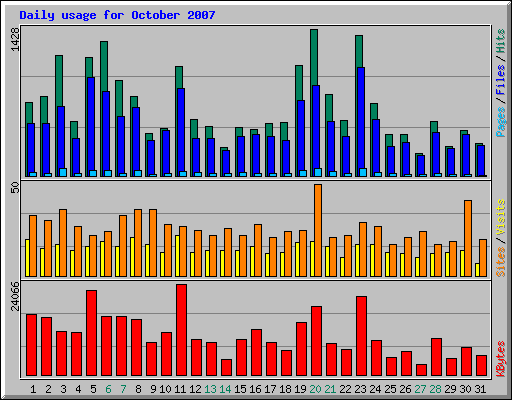 Daily usage for October 2007
1428
Pages / Files / Hits
50
Sites / Visits
24066
KBytes
1 2 3 4 5 6 7 8 9 10 11 12 13 14 15 16 17 18 19 20 21 22 23 24 25 26 27 28 29 30 31